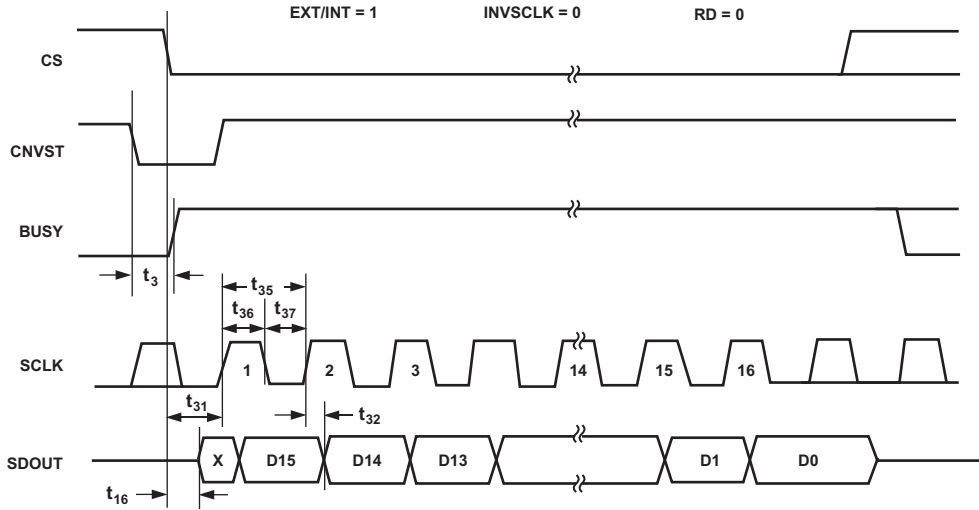 EXT/INT = 1 INVSCLK = 0 RD = 0
CS
CNVST
BUSY
t3
t35
t36 t37
SCLK 1 2 3 14 15 16
t31
t32
SDOUT X D15 D14 D13 D1 D0
t16